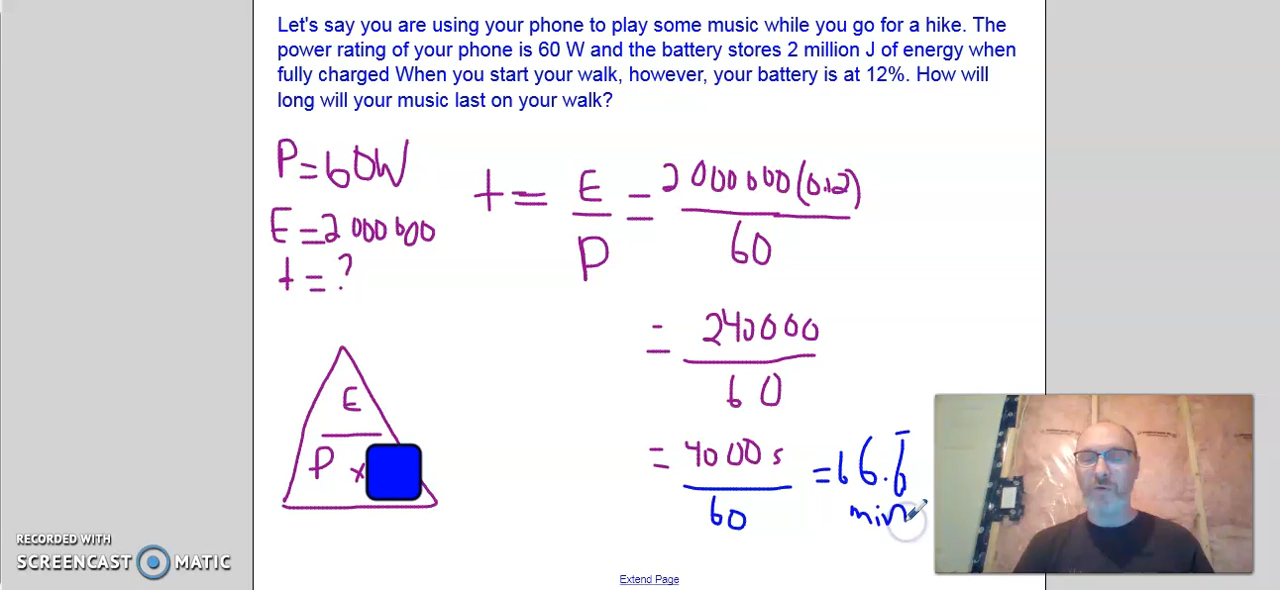 Let's say you are using your phone to play some music while you go for a hike. The
power rating of your phone is 60 W and the battery stores 2 million J of energy when
fully charged When you start your walk, however, your battery is at 12%. How will
long will your music last on your walk?
P=60W
E=2 000 000
t=?
t = E/P = 2 000 000(0.12)/60
= 240000/60
= 4000s/60 = 66.6̅ min
E
P x
RECORDED WITH
SCREENCAST MATIC
Extend Page